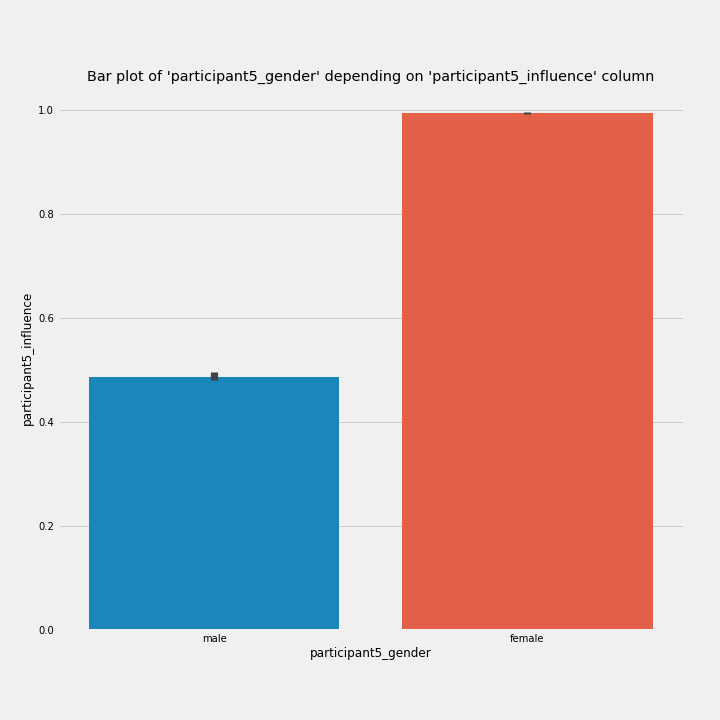 Bar plot of 'participant5_gender' depending on 'participant5_influence' column
1.0
0.8
0.6
0.4
0.2
0.0
participant5_influence
male
female
participant5_gender